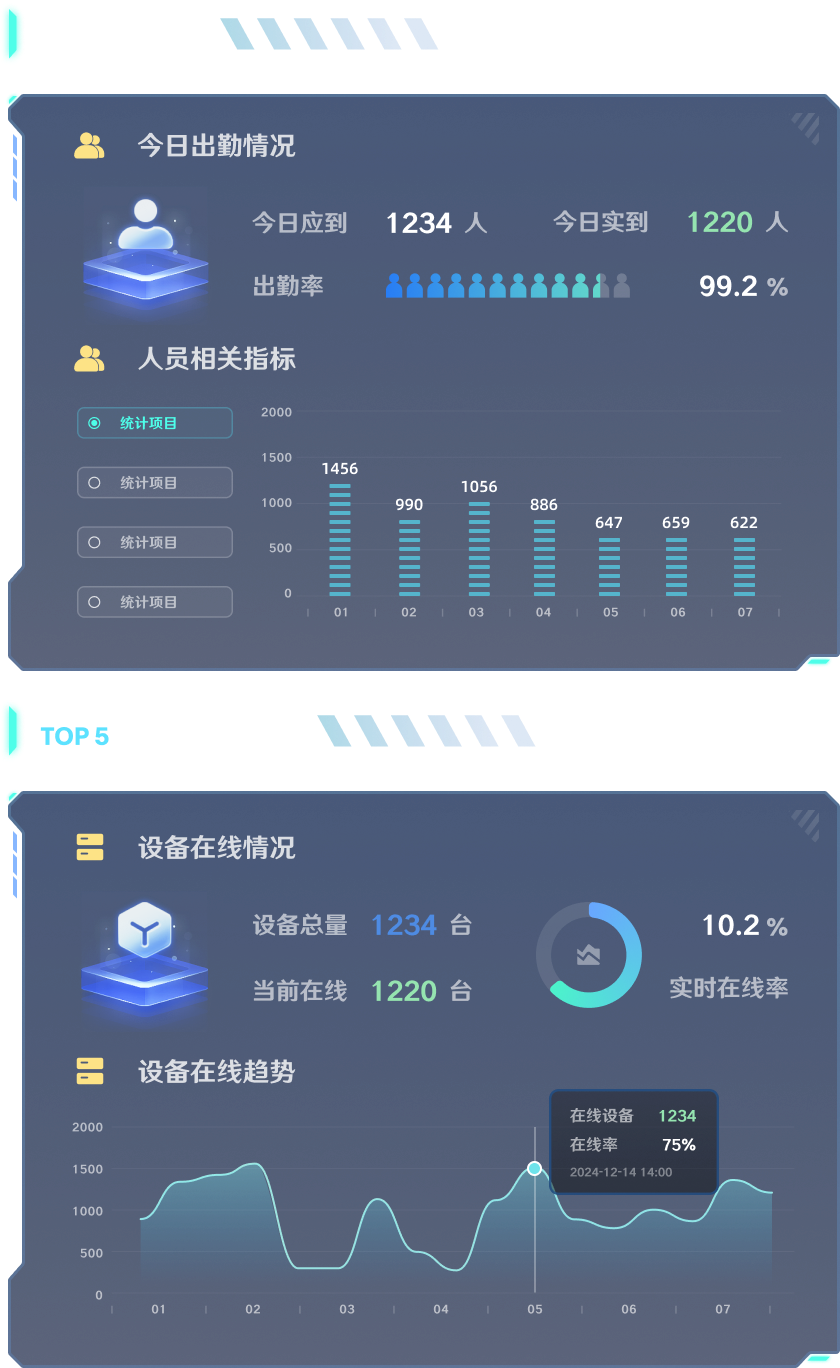 今日出勤情况
今日应到 1234 人 今日实到 1220 人
出勤率 99.2 %
人员相关指标
统计项目
统计项目
统计项目
统计项目
2000
1500
1000
500
0
1456 990 1056 886 647 659 622
01 02 03 04 05 06 07
TOP 5
设备在线情况
设备总量 1234 台
当前在线 1220 台
10.2 %
实时在线率
设备在线趋势
在线设备 1234
在线率 75%
2024-12-14 14:00
2000
1500
1000
500
0
01 02 03 04 05 06 07